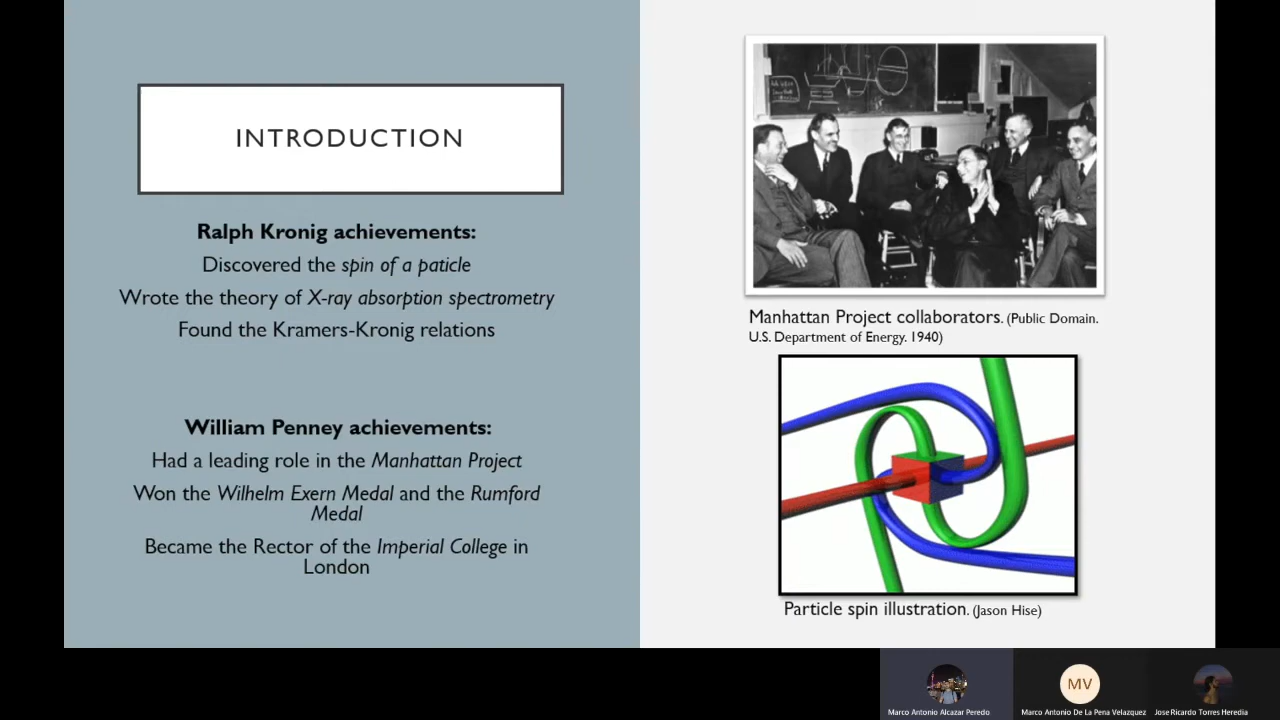 INTRODUCTION
Ralph Kronig achievements:
Discovered the spin of a paticle
Wrote the theory of X-ray absorption spectrometry
Found the Kramers-Kronig relations
William Penney achievements:
Had a leading role in the Manhattan Project
Won the Wilhelm Exern Medal and the Rumford
Medal
Became the Rector of the Imperial College in
London
Manhattan Project collaborators. (Public Domain.
U.S. Department of Energy. 1940)
Particle spin illustration. (Jason Hise)
MV
Marco Antonio Alcazar Peredo
Marco Antonio De La Pena Velazquez
Jose Ricardo Torres Heredia